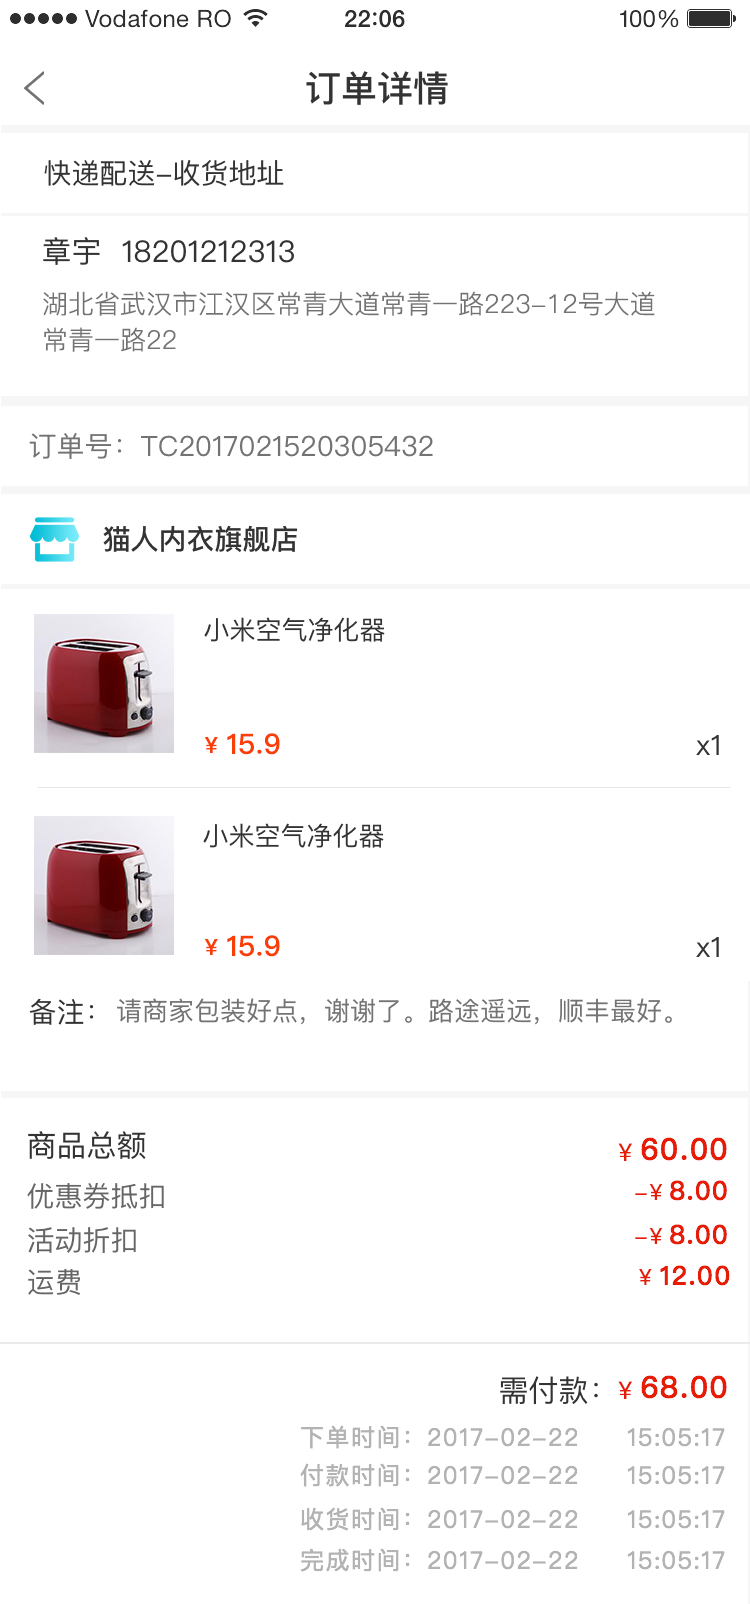 Vodafone RO 22:06 100%
订单详情
快递配送-收货地址
章宇 18201212313
湖北省武汉市江汉区常青大道常青一路223-12号大道
常青一路22
订单号：TC2017021520305432
猫人内衣旗舰店
小米空气净化器
¥ 15.9 x1
小米空气净化器
¥ 15.9 x1
备注：请商家包装好点，谢谢了。路途遥远，顺丰最好。
商品总额 ¥ 60.00
优惠券抵扣 -¥ 8.00
活动折扣 -¥ 8.00
运费 ¥ 12.00
需付款：¥ 68.00
下单时间：2017-02-22 15:05:17
付款时间：2017-02-22 15:05:17
收货时间：2017-02-22 15:05:17
完成时间：2017-02-22 15:05:17